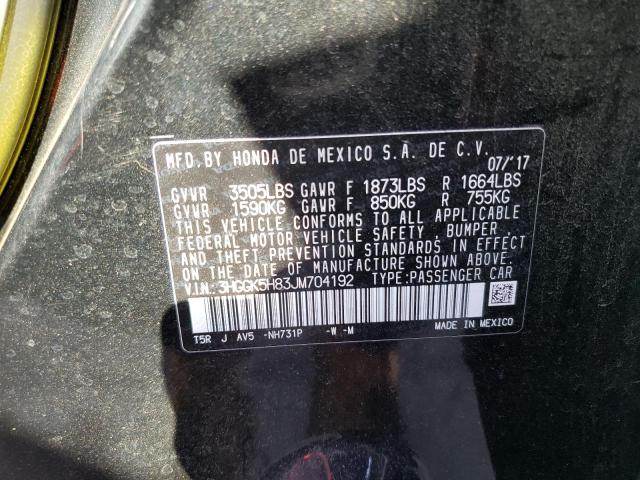 MFD. BY HONDA DE MEXICO S.A. DE C.V. 07/'17
GVWR 3505LBS GAWR F 1873LBS R 1664LBS
GVWR 1590KG GAWR F 850KG R 755KG
THIS VEHICLE CONFORMS TO ALL APPLICABLE
FEDERAL MOTOR VEHICLE SAFETY, BUMPER,
AND THEFT PREVENTION STANDARDS IN EFFECT
ON THE DATE OF MANUFACTURE SHOWN ABOVE.
V.I.N.:3HGGK5H83JM704192 TYPE:PASSENGER CAR
T5R J AV5 -NH731P -W -M MADE IN MEXICO